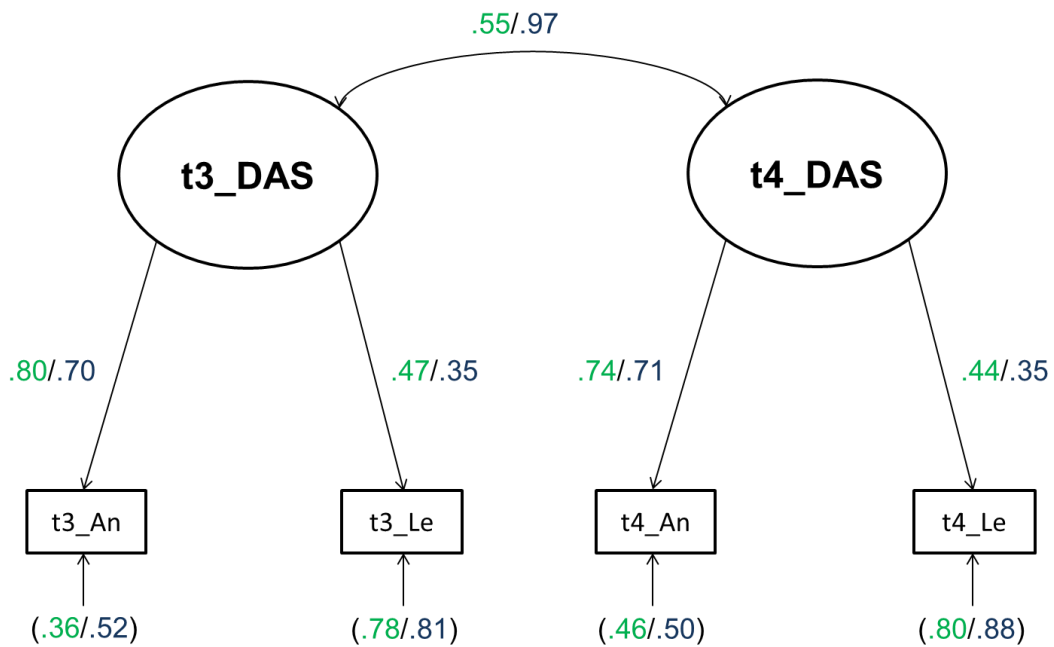 .55/.97
t3_DAS
t4_DAS
.80/.70
.47/.35
.74/.71
.44/.35
t3_An
t3_Le
t4_An
t4_Le
(.36/.52)
(.78/.81)
(.46/.50)
(.80/.88)